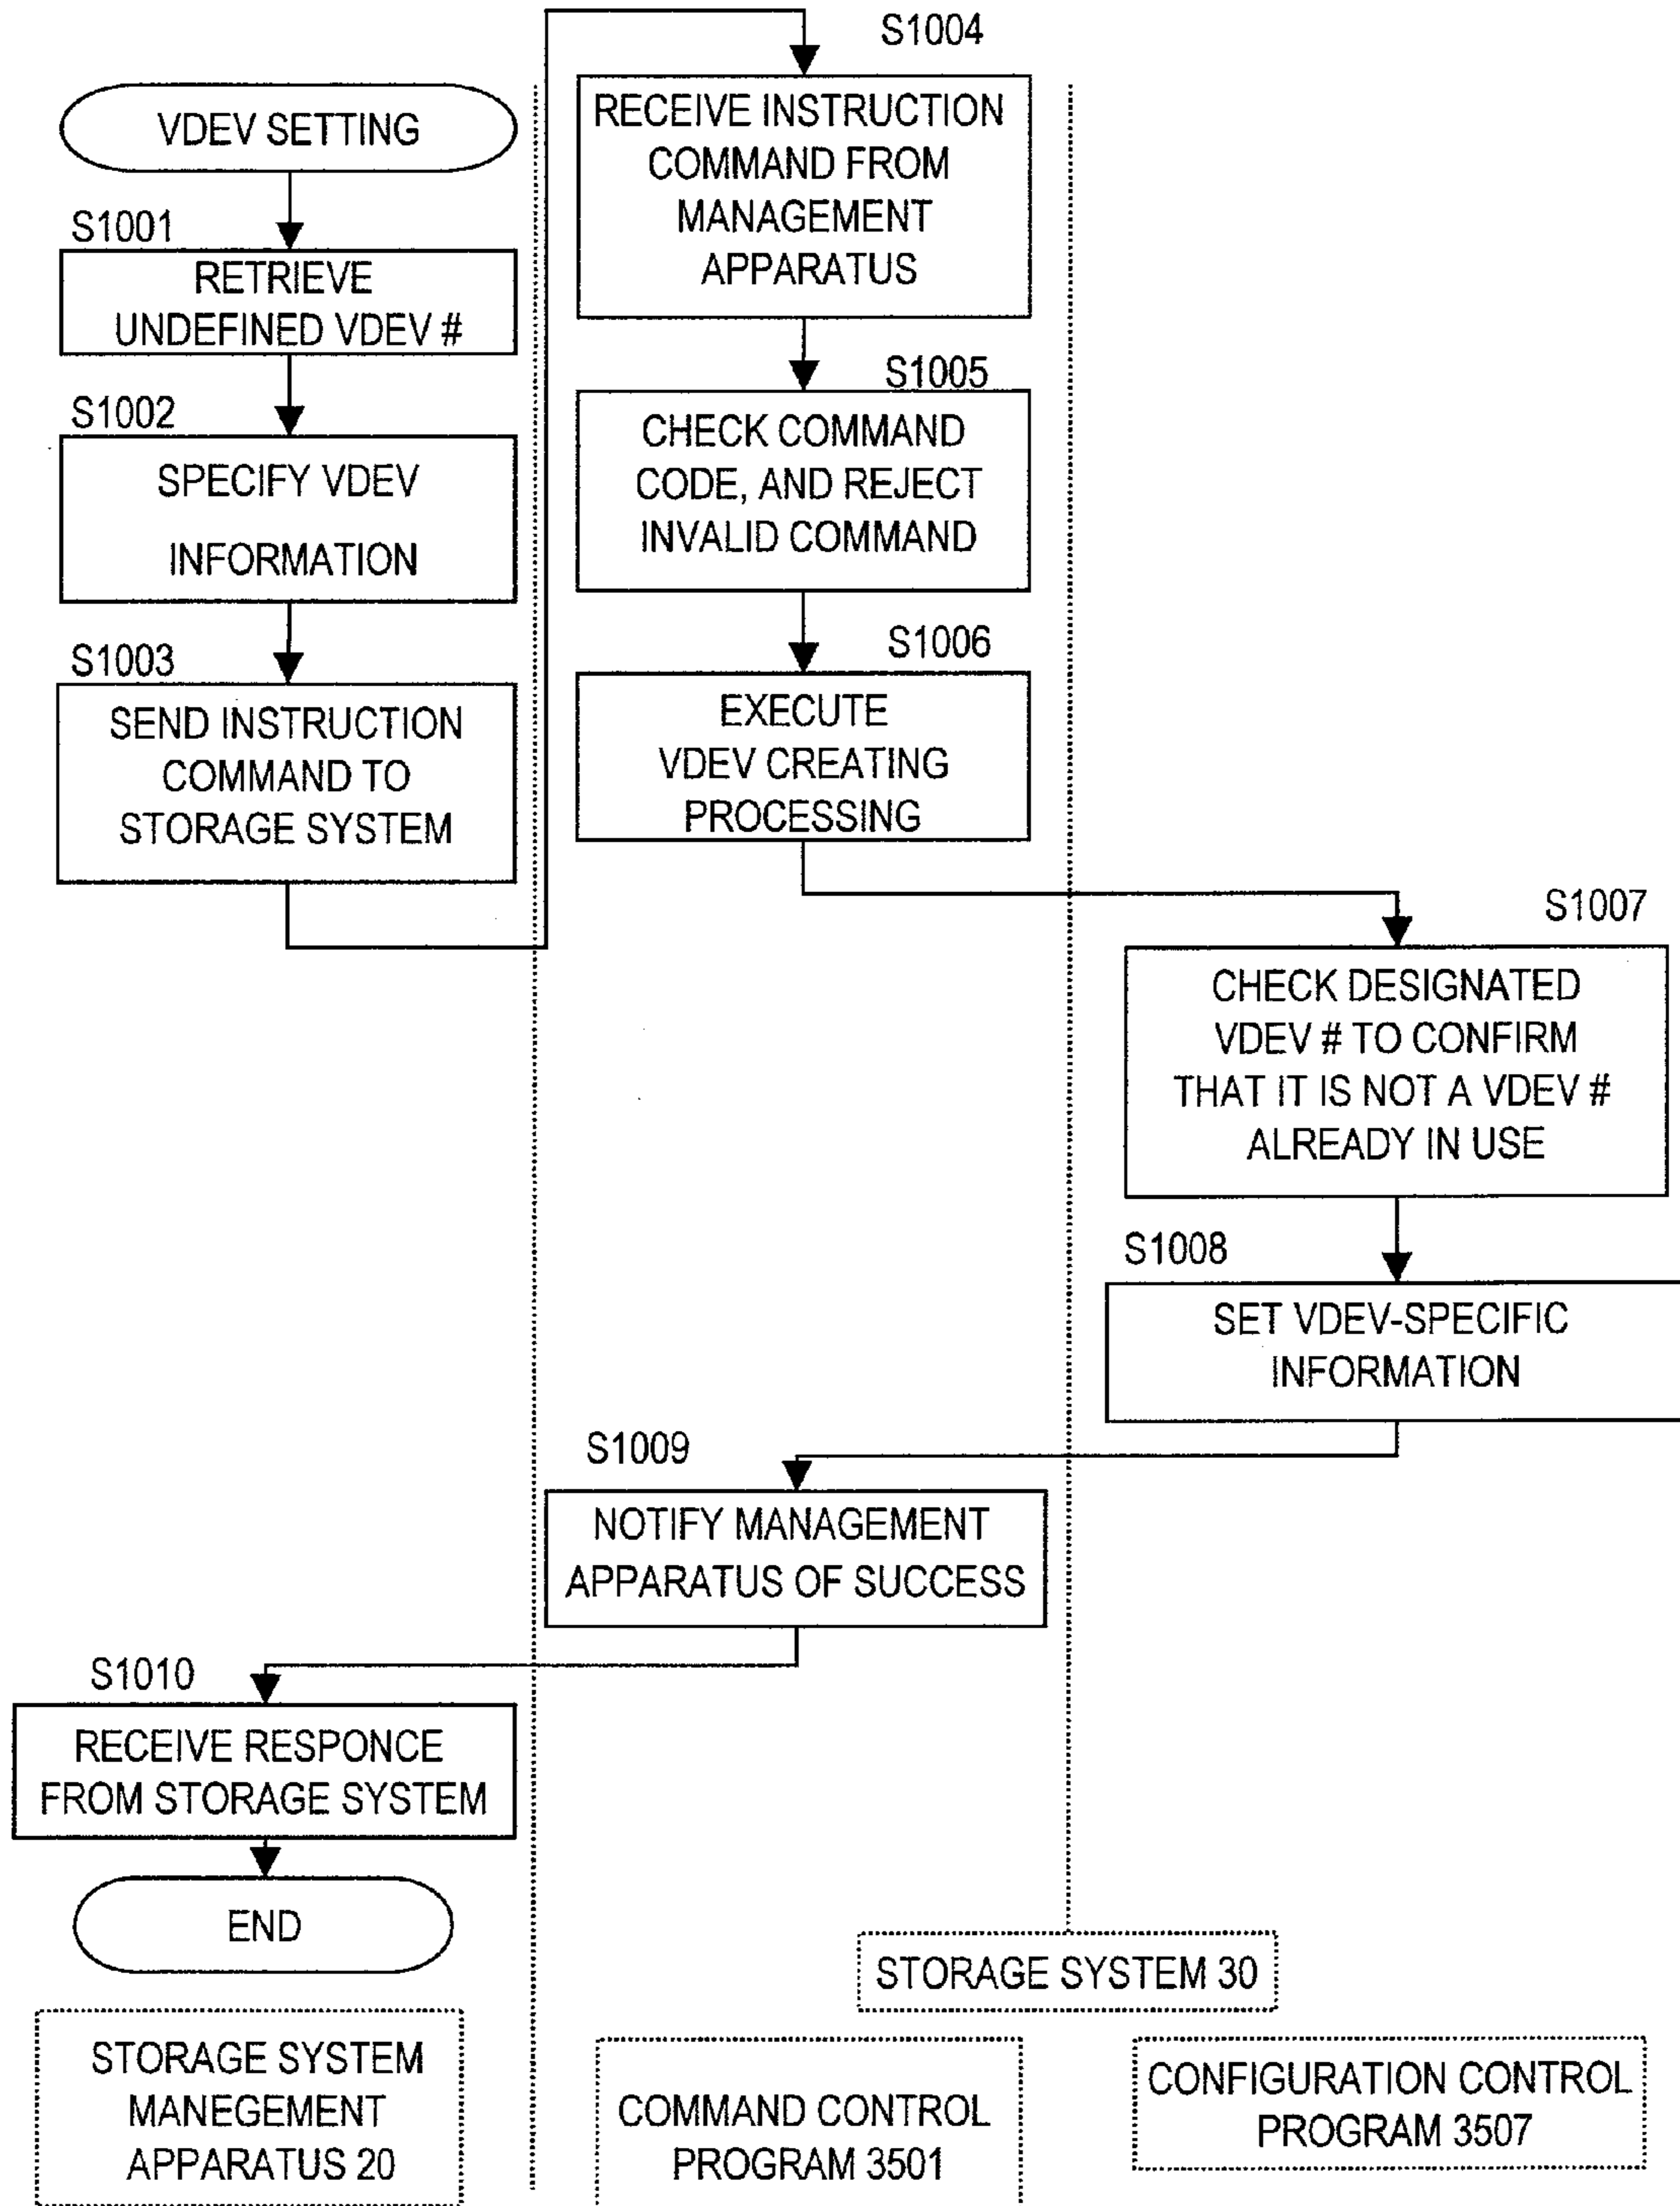 VDEV SETTING
S1001
RETRIEVE
UNDEFINED VDEV #
S1002
SPECIFY VDEV
INFORMATION
S1003
SEND INSTRUCTION
COMMAND TO
STORAGE SYSTEM
S1004
RECEIVE INSTRUCTION
COMMAND FROM
MANAGEMENT
APPARATUS
S1005
CHECK COMMAND
CODE, AND REJECT
INVALID COMMAND
S1006
EXECUTE
VDEV CREATING
PROCESSING
S1007
CHECK DESIGNATED
VDEV # TO CONFIRM
THAT IT IS NOT A VDEV #
ALREADY IN USE
S1008
SET VDEV-SPECIFIC
INFORMATION
S1009
NOTIFY MANAGEMENT
APPARATUS OF SUCCESS
S1010
RECEIVE RESPONCE
FROM STORAGE SYSTEM
END
STORAGE SYSTEM 30
STORAGE SYSTEM
MANEGEMENT
APPARATUS 20
COMMAND CONTROL
PROGRAM 3501
CONFIGURATION CONTROL
PROGRAM 3507